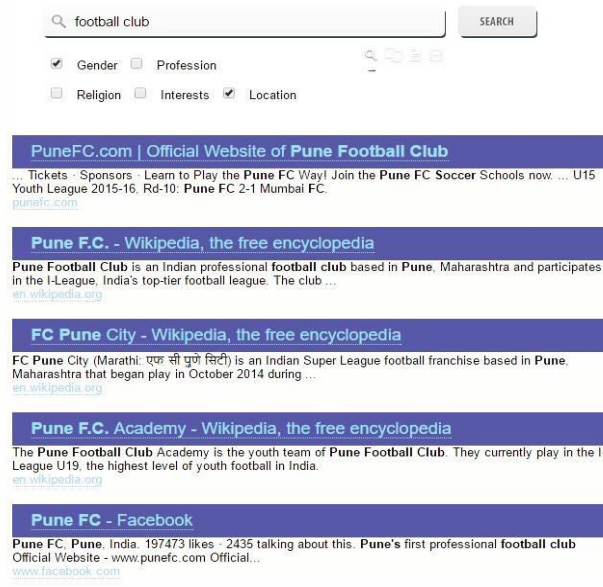 football club
SEARCH
Gender Profession
Religion Interests Location
PuneFC.com | Official Website of Pune Football Club
... Tickets · Sponsors · Learn to Play the Pune FC Way! Join the Pune FC Soccer Schools now. ... U15
Youth League 2015-16, Rd-10: Pune FC 2-1 Mumbai FC.
punefc.com
Pune F.C. - Wikipedia, the free encyclopedia
Pune Football Club is an Indian professional football club based in Pune, Maharashtra and participates
in the I-League, India's top-tier football league. The club ...
en.wikipedia.org
FC Pune City - Wikipedia, the free encyclopedia
FC Pune City (Marathi: एफ सी पुणे सिटी) is an Indian Super League football franchise based in Pune,
Maharashtra that began play in October 2014 during ...
en.wikipedia.org
Pune F.C. Academy - Wikipedia, the free encyclopedia
The Pune Football Club Academy is the youth team of Pune Football Club. They currently play in the I-
League U19, the highest level of youth football in India.
en.wikipedia.org
Pune FC - Facebook
Pune FC, Pune, India. 197473 likes · 2435 talking about this. Pune's first professional football club
Official Website - www.punefc.com Official...
www.facebook.com